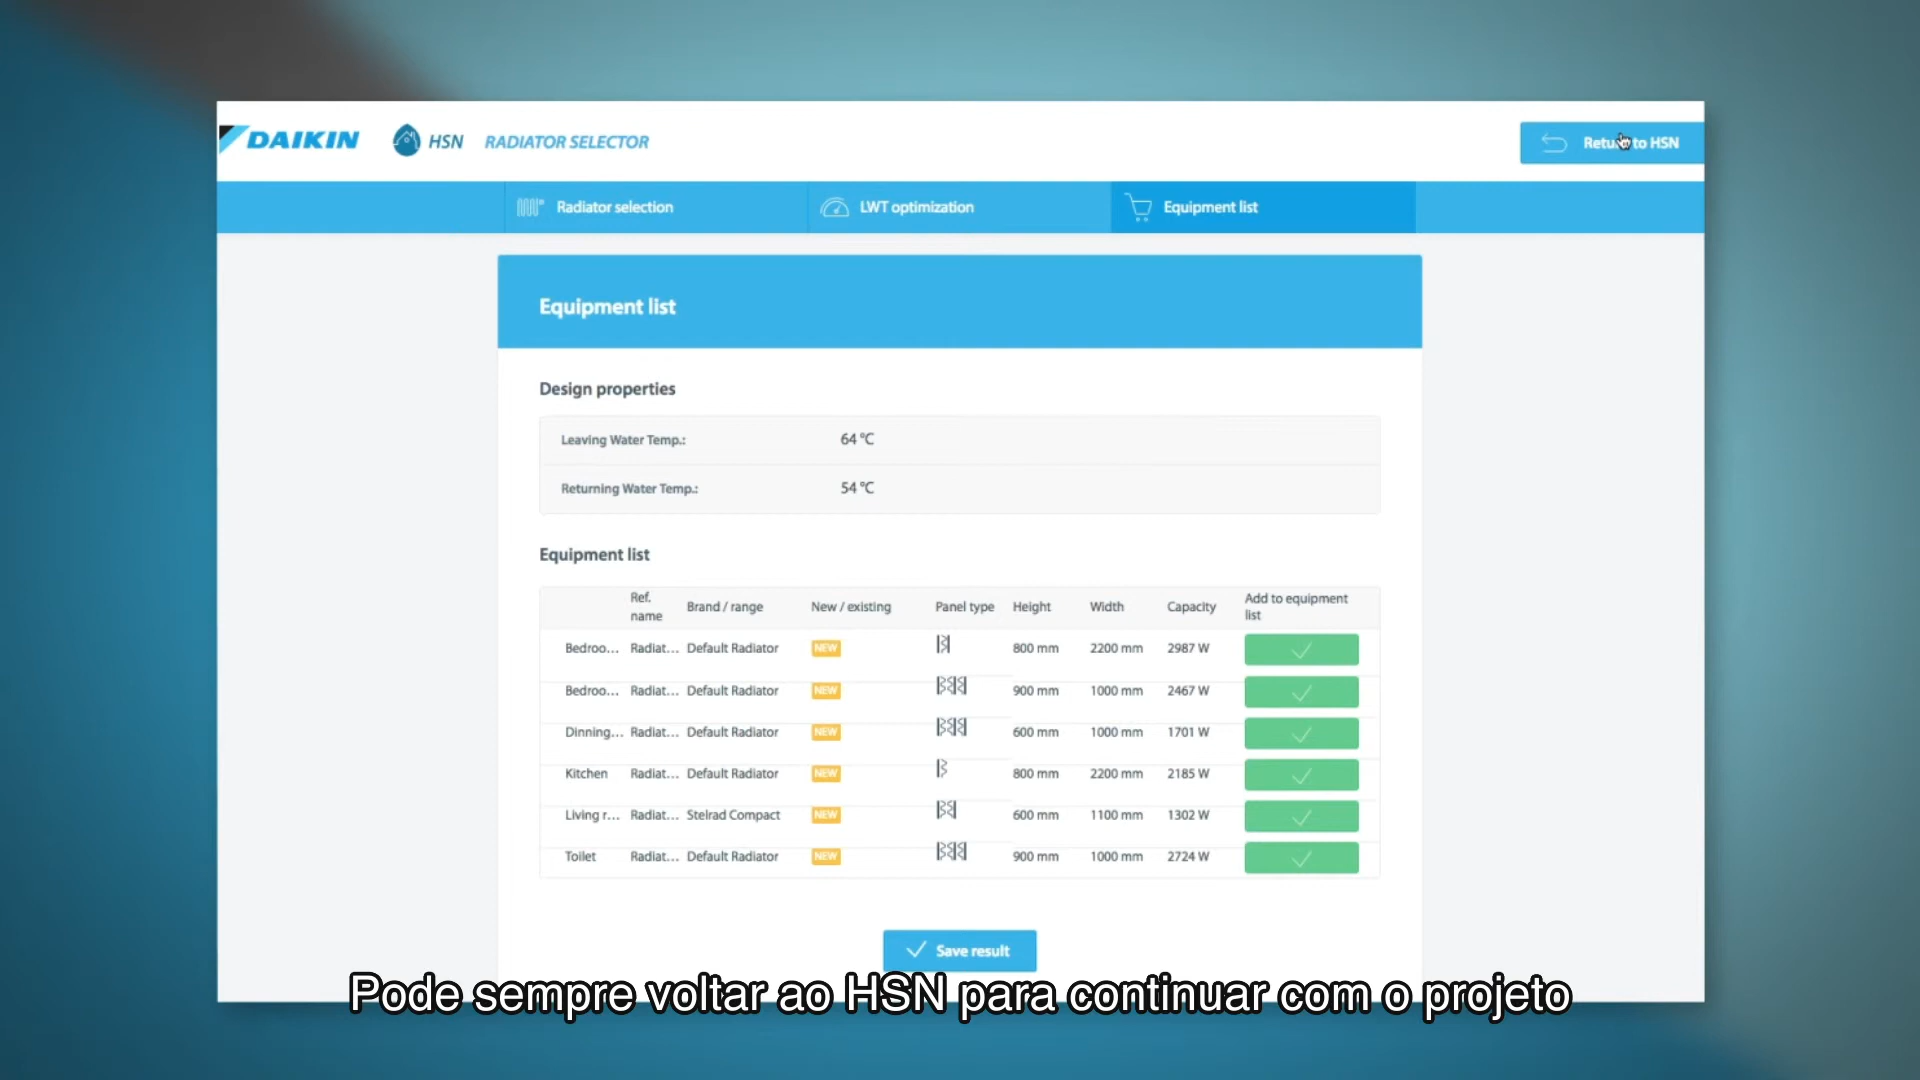 DAIKIN HSN RADIATOR SELECTOR
to HSN
Radiator selection LWT optimization Equipment list
Equipment list
Design properties
Leaving Water Temp.: 64 °C
Returning Water Temp.: 54 °C
Equipment list
Ref. name Brand / range New / existing Panel type Height Width Capacity Add to equipment list
Bedroo... Radiat... Default Radiator NEW 800 mm 2200 mm 2987 W
Bedroo... Radiat... Default Radiator NEW 900 mm 1000 mm 2467 W
Dinning... Radiat... Default Radiator NEW 600 mm 1000 mm 1701 W
Kitchen Radiat... Default Radiator NEW 800 mm 2200 mm 2185 W
Living r... Radiat... Stelrad Compact NEW 600 mm 1100 mm 1302 W
Toilet Radiat... Default Radiator NEW 900 mm 1000 mm 2724 W
Save result
Pode sempre voltar ao HSN para continuar com o projeto